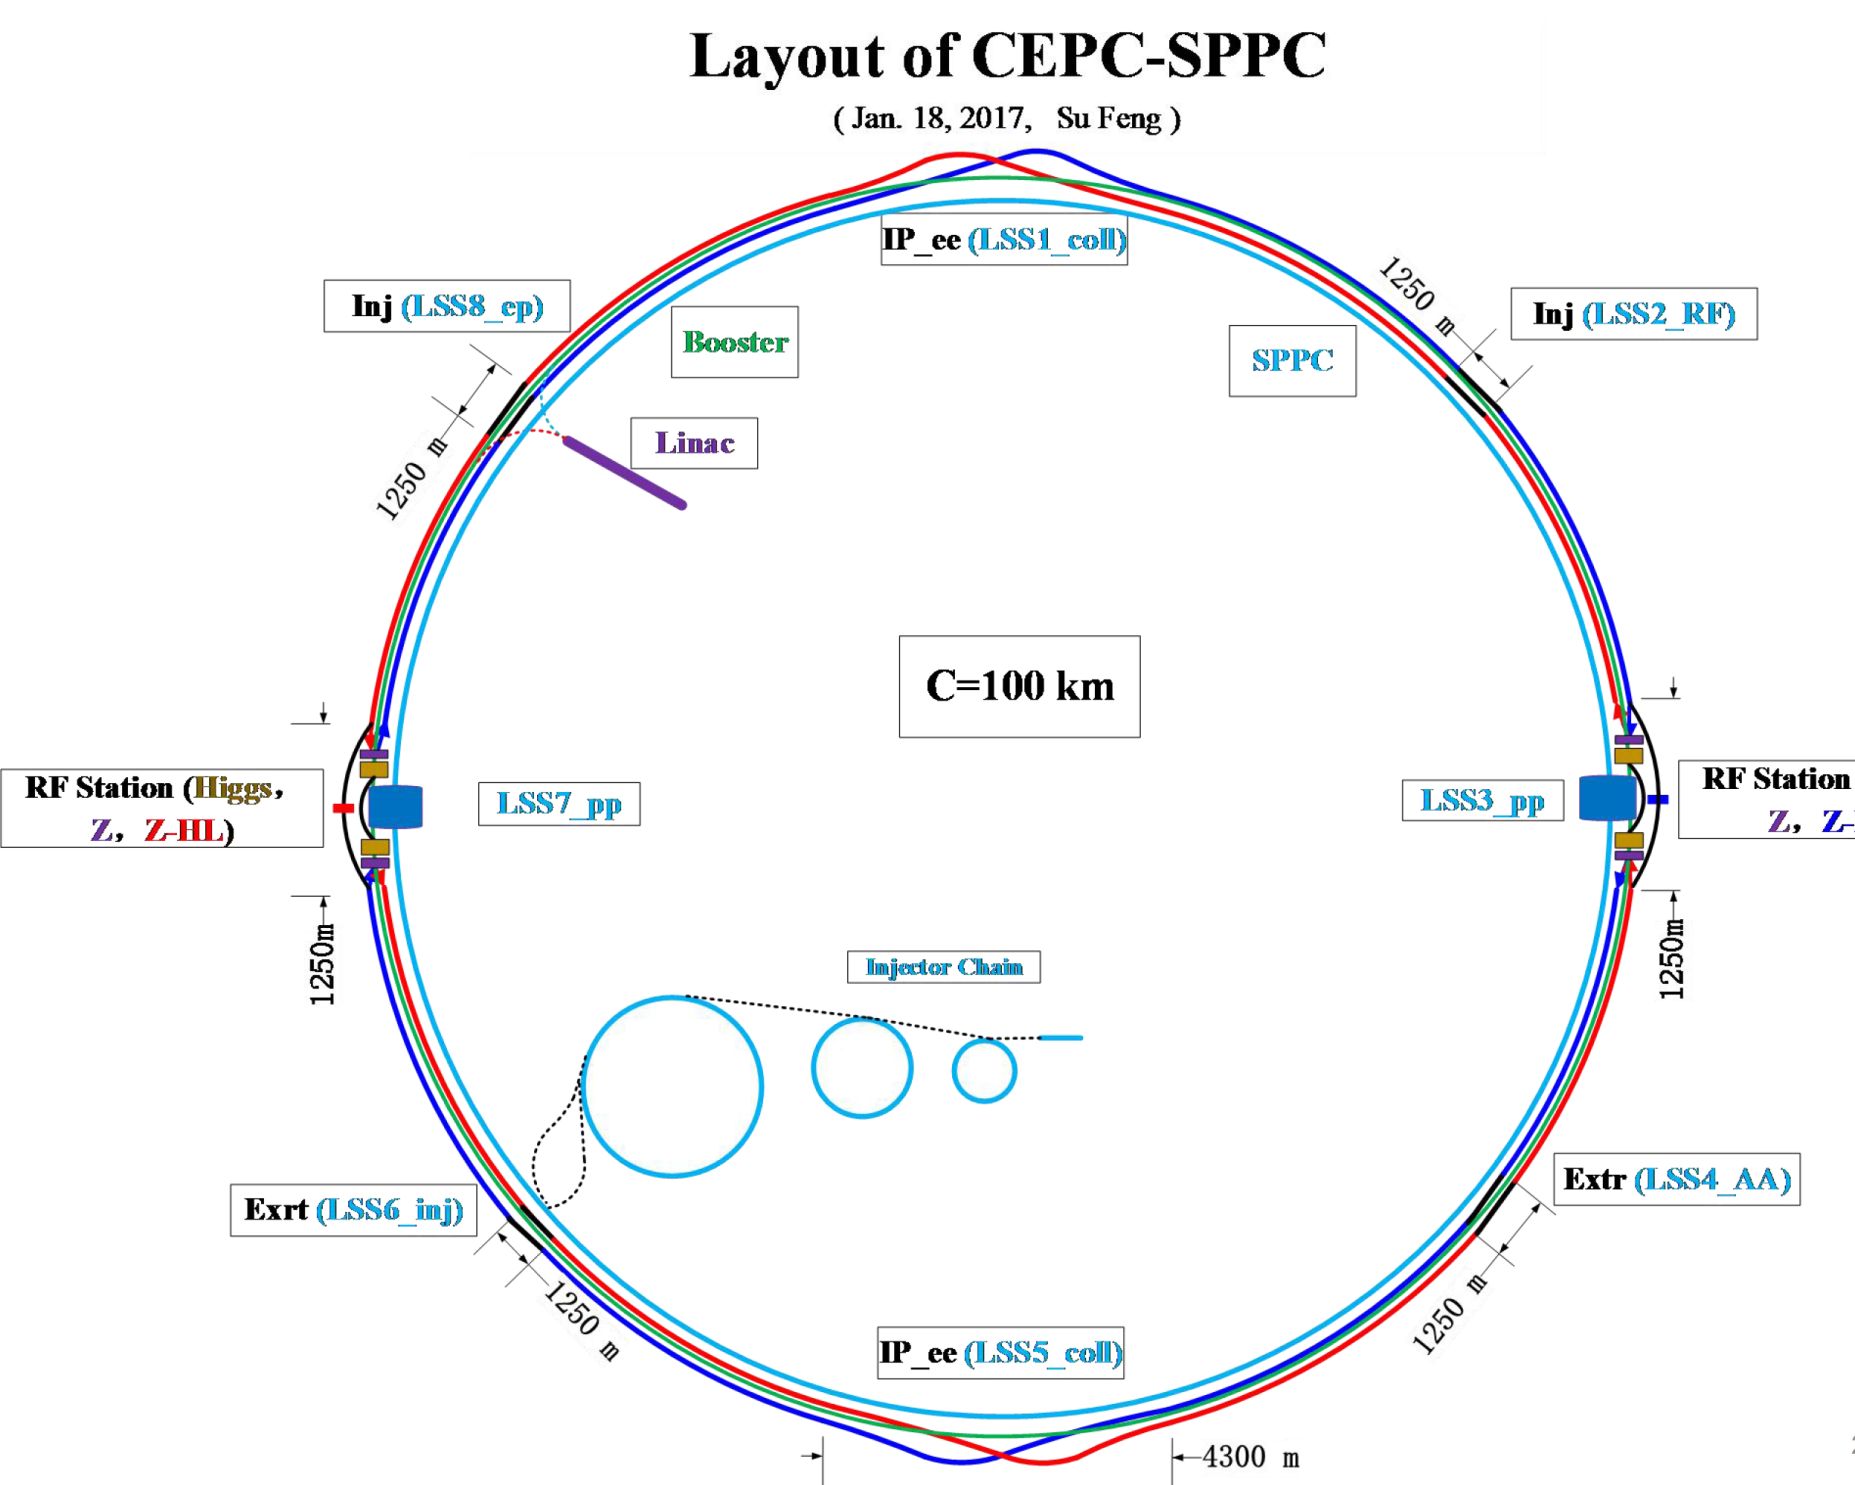 Layout of CEPC-SPPC
( Jan. 18, 2017, Su Feng )
IP_ee (LSS1_coll)
1250 m
Inj (LSS8_ep)
Inj (LSS2_RF)
Booster
SPPC
Linac
1250 m
C=100 km
RF Station (Higgs,
Z, Z-HL)
LSS7_pp
LSS3_pp
RF Station
Z, Z-
1250m
1250m
Injector Chain
Exrt (LSS6_inj)
Extr (LSS4_AA)
1250 m
1250 m
IP_ee (LSS5_coll)
4300 m